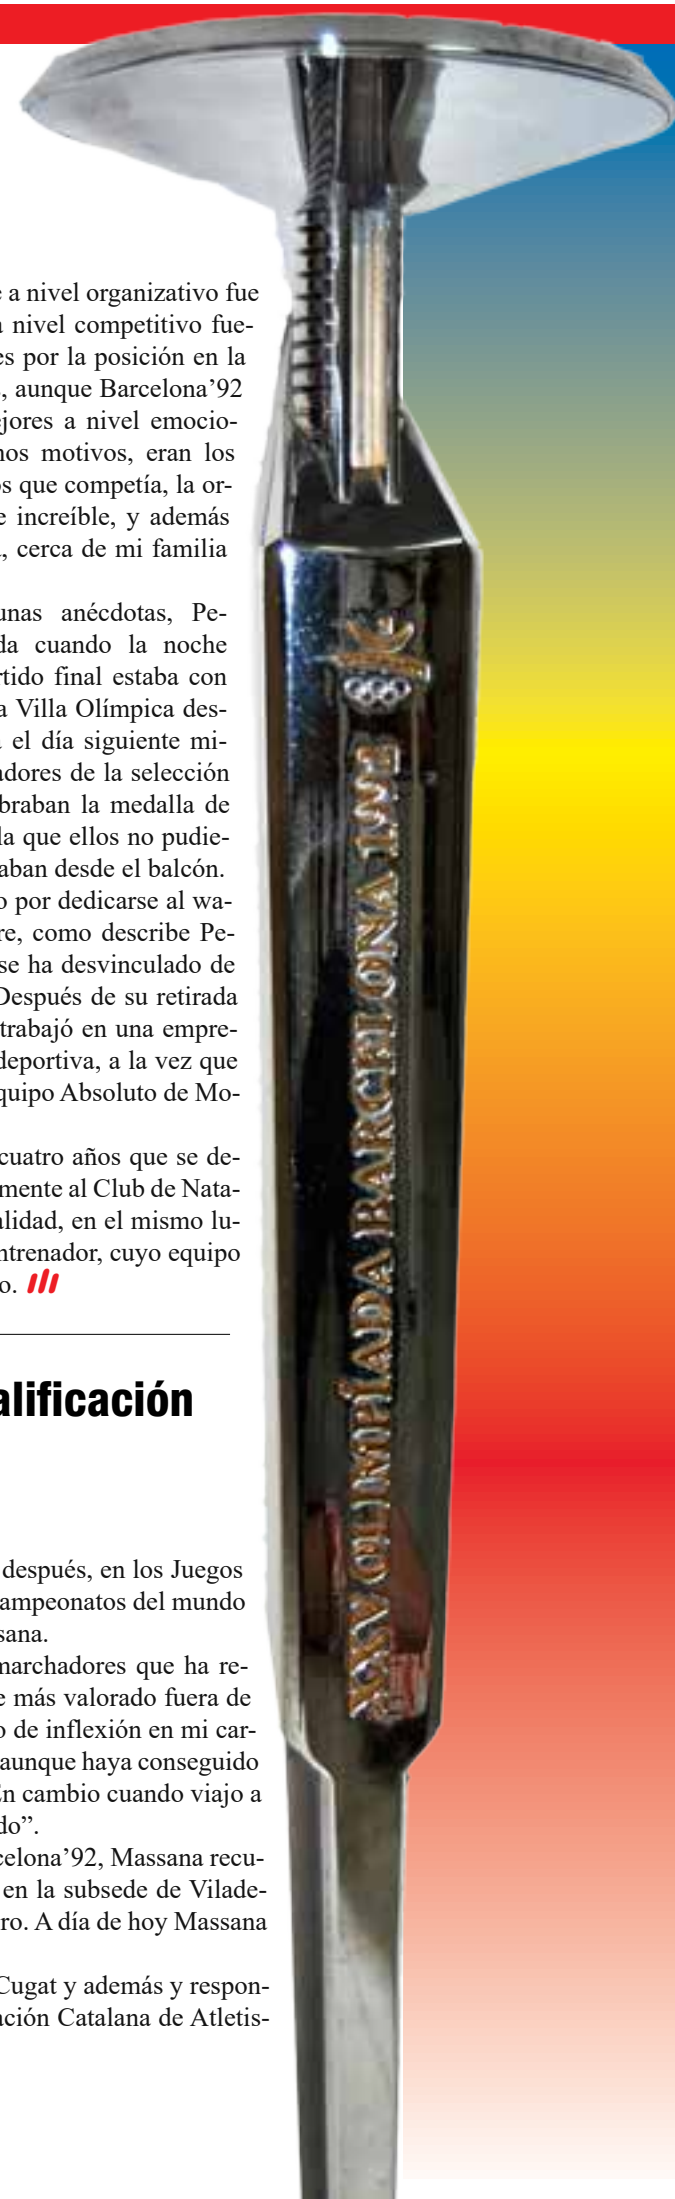 e a nivel organizativo fue
a nivel competitivo fue-
es por la posición en la
, aunque Barcelona’92
ejores a nivel emocio-
nos motivos, eran los
os que competía, la or-
e increíble, y además
a, cerca de mi familia
unas anécdotas, Pe-
da cuando la noche
rtido final estaba con
a Villa Olímpica des-
a el día siguiente mi-
adores de la selección
braban la medalla de
la que ellos no pudie-
aban desde el balcón.
o por dedicarse al wa-
re, como describe Pe-
se ha desvinculado de
Después de su retirada
trabajó en una empre-
deportiva, a la vez que
quipo Absoluto de Mo-
cuatro años que se de-
mente al Club de Nata-
alidad, en el mismo lu-
ntrenador, cuyo equipo
o.
alificación
después, en los Juegos
campeonatos del mundo
sana.
marchadores que ha re-
e más valorado fuera de
o de inflexión en mi car-
aunque haya conseguido
En cambio cuando viajo a
do”.
celona’92, Massana recu-
en la subsede de Vilade-
ro. A día de hoy Massana
Cugat y además y respon-
ación Catalana de Atletis-
XXV OLIMPÍADA BARCELONA 1992